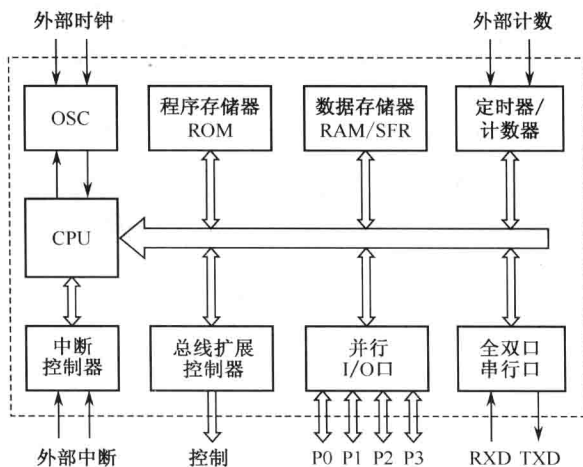 外部时钟
外部计数
OSC
程序存储器
ROM
数据存储器
RAM/SFR
定时器/
计数器
CPU
中断
控制器
总线扩展
控制器
并行
I/O口
全双口
串行口
外部中断
控制
P0 P1 P2 P3
RXD TXD